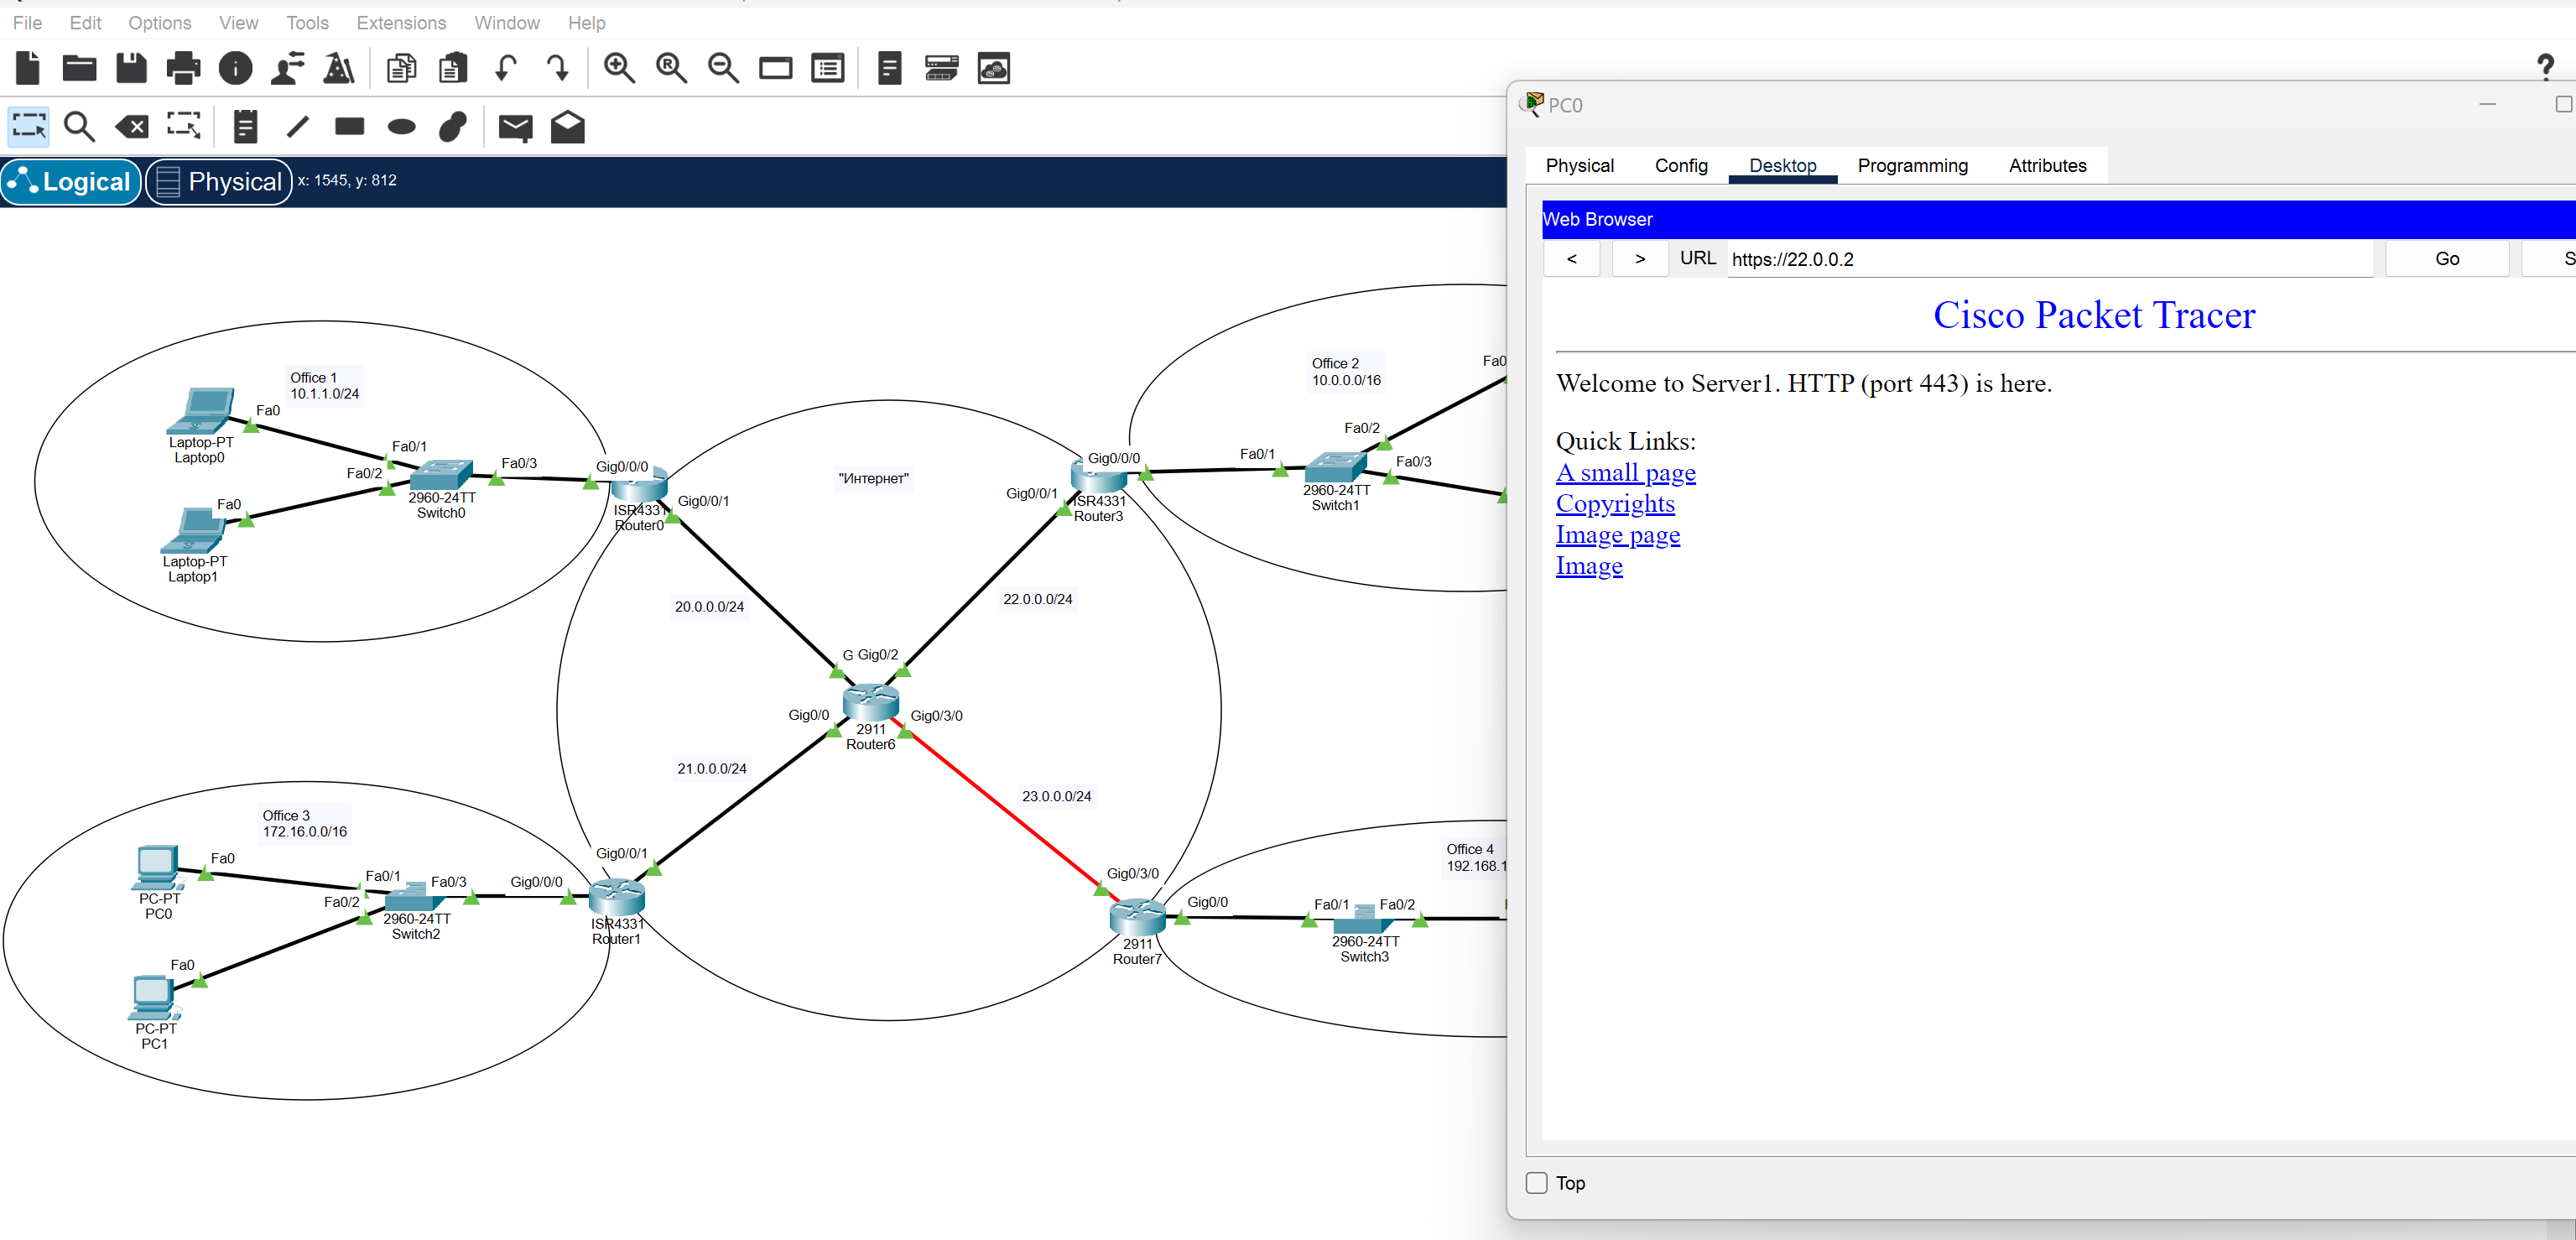 File Edit Options View Tools Extensions Window Help
PC0
Physical Config Desktop Programming Attributes
Logical
Physical
x: 1545, y: 812
Web Browser
<
>
URL
https://22.0.0.2
Go
Cisco Packet Tracer
Welcome to Server1. HTTP (port 443) is here.
Quick Links:
A small page
Copyrights
Image page
Image
Top
Office 1
10.1.1.0/24
Fa0
Laptop-PT
Laptop0
Fa0/1
Fa0/2
Fa0/3
Fa0
2960-24TT
Switch0
Laptop-PT
Laptop1
Gig0/0/0
Gig0/0/1
ISR4331
Router0
"Интернет"
Office 2
10.0.0.0/16
Fa0
Fa0/2
Fa0/1
Fa0/3
2960-24TT
Switch1
Gig0/0/0
Gig0/0/1
ISR4331
Router3
20.0.0.0/24
22.0.0.0/24
G
Gig0/2
Gig0/0
Gig0/3/0
2911
Router6
21.0.0.0/24
23.0.0.0/24
Office 3
172.16.0.0/16
Fa0
PC-PT
PC0
Fa0/1
Fa0/2
Fa0/3
Gig0/0/0
Gig0/0/1
2960-24TT
Switch2
ISR4331
Router1
Fa0
PC-PT
PC1
Office 4
192.168.1
Gig0/3/0
Gig0/0
2911
Router7
Fa0/1
Fa0/2
2960-24TT
Switch3